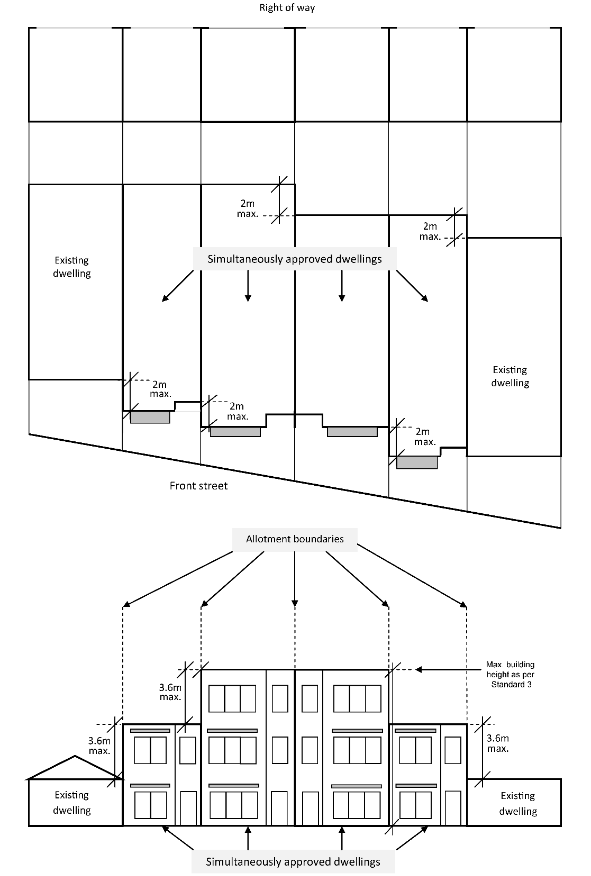 Right of way
2m
max.
2m
max.
Simultaneously approved dwellings
Existing
dwelling
Existing
dwelling
2m
max.
2m
max.
2m
max.
Front street
Allotment boundaries
Max building
height as per
Standard 3
3.6m
max.
3.6m
max.
3.6m
max.
Existing
dwelling
Existing
dwelling
Simultaneously approved dwellings